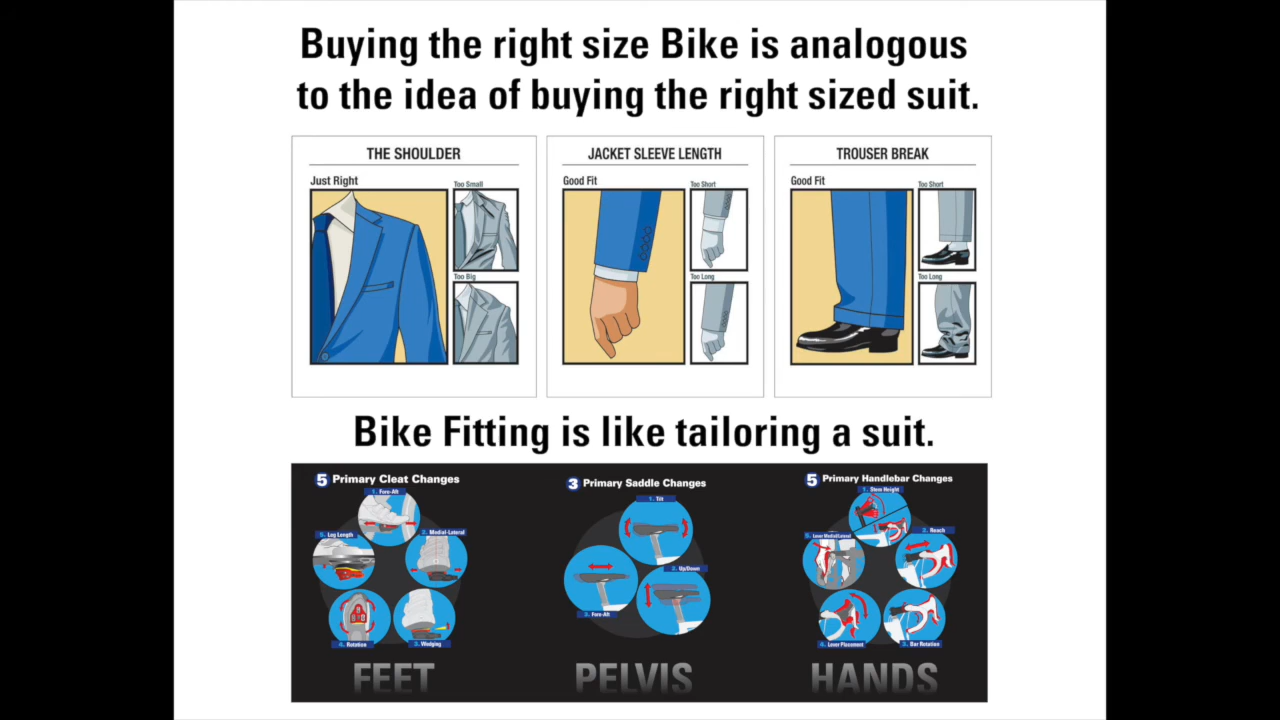 Buying the right size Bike is analogous
to the idea of buying the right sized suit.
THE SHOULDER
Just Right
Too Small
Too Big
JACKET SLEEVE LENGTH
Good Fit
Too Short
Too Long
TROUSER BREAK
Good Fit
Too Short
Too Long
Bike Fitting is like tailoring a suit.
5 Primary Cleat Changes
1. Fore-Aft
2. Medial-Lateral
3. Wedging
4. Rotation
5. Leg Length
FEET
3 Primary Saddle Changes
1. Tilt
2. Up/Down
3. Fore-Aft
PELVIS
5 Primary Handlebar Changes
1. Stem Height
2. Reach
3. Bar Rotation
4. Lever Placement
5. Lever Medial/Lateral
HANDS